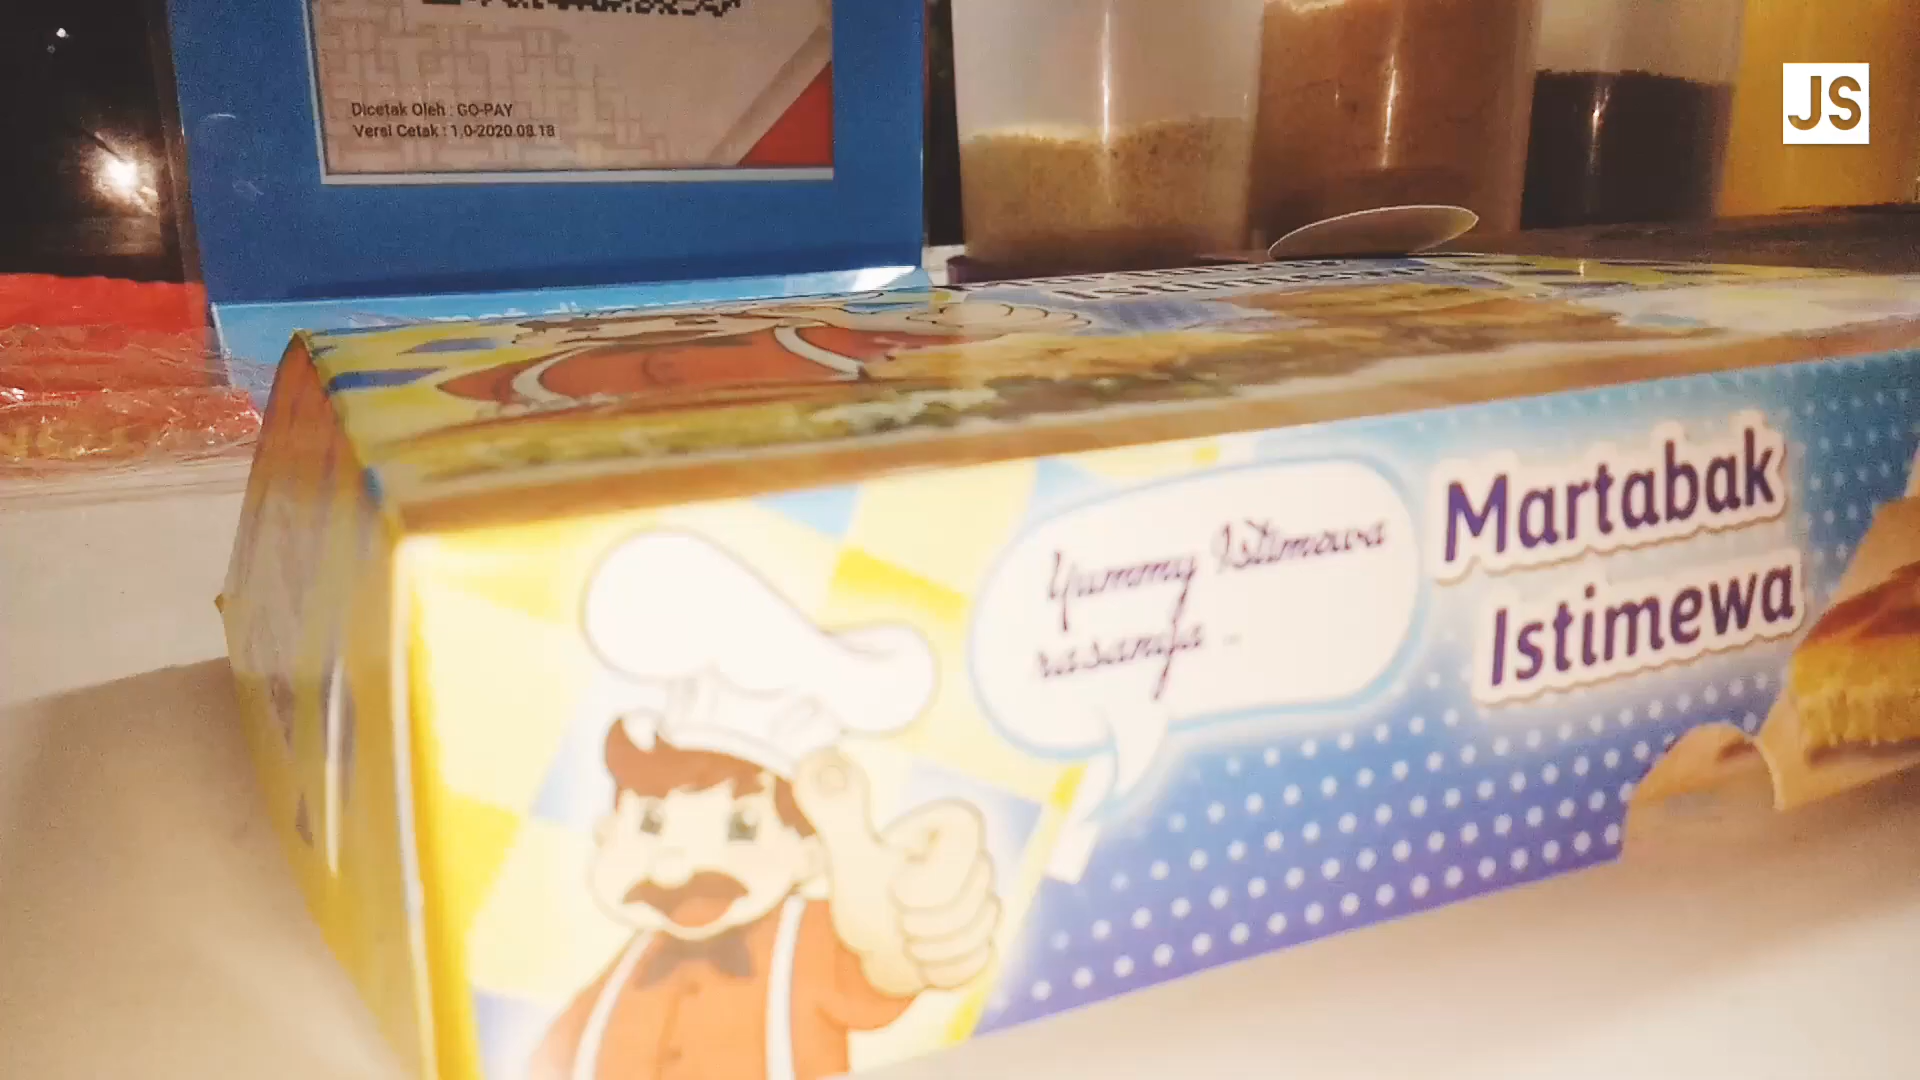 Dicetak Oleh : GO-PAY
Versi Cetak : 1.0-2020.08.18
JS
Yummy Istimewa
rasanya ..
Martabak
Istimewa